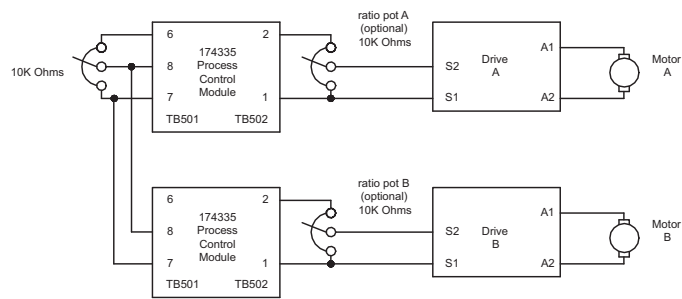 10K Ohms
6
8
7
174335
Process
Control
Module
2
1
TB501
TB502
ratio pot A
(optional)
10K Ohms
S2
S1
Drive
A
A1
A2
Motor
A
6
8
7
174335
Process
Control
Module
2
1
TB501
TB502
ratio pot B
(optional)
10K Ohms
S2
S1
Drive
B
A1
A2
Motor
B